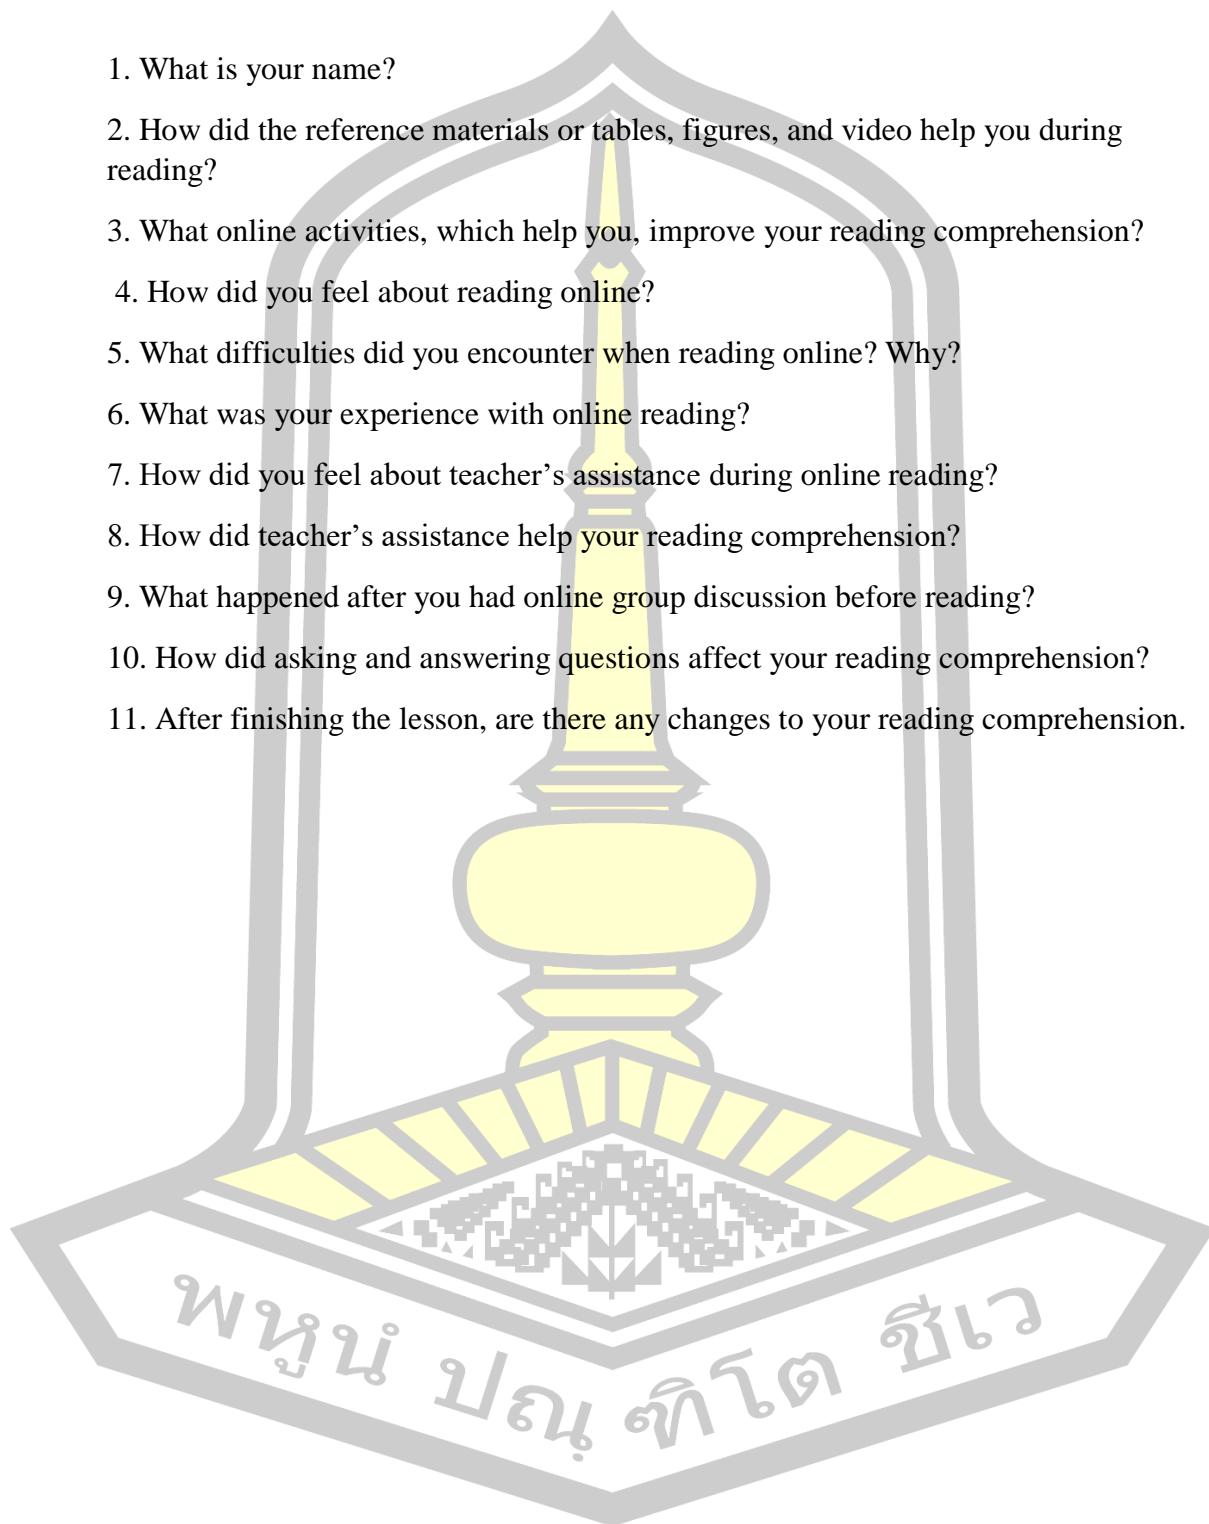 1. What is your name?
2. How did the reference materials or tables, figures, and video help you during
reading?
3. What online activities, which help you, improve your reading comprehension?
4. How did you feel about reading online?
5. What difficulties did you encounter when reading online? Why?
6. What was your experience with online reading?
7. How did you feel about teacher’s assistance during online reading?
8. How did teacher’s assistance help your reading comprehension?
9. What happened after you had online group discussion before reading?
10. How did asking and answering questions affect your reading comprehension?
11. After finishing the lesson, are there any changes to your reading comprehension.
พหูนํ ปณฺฑิโต ชีเว